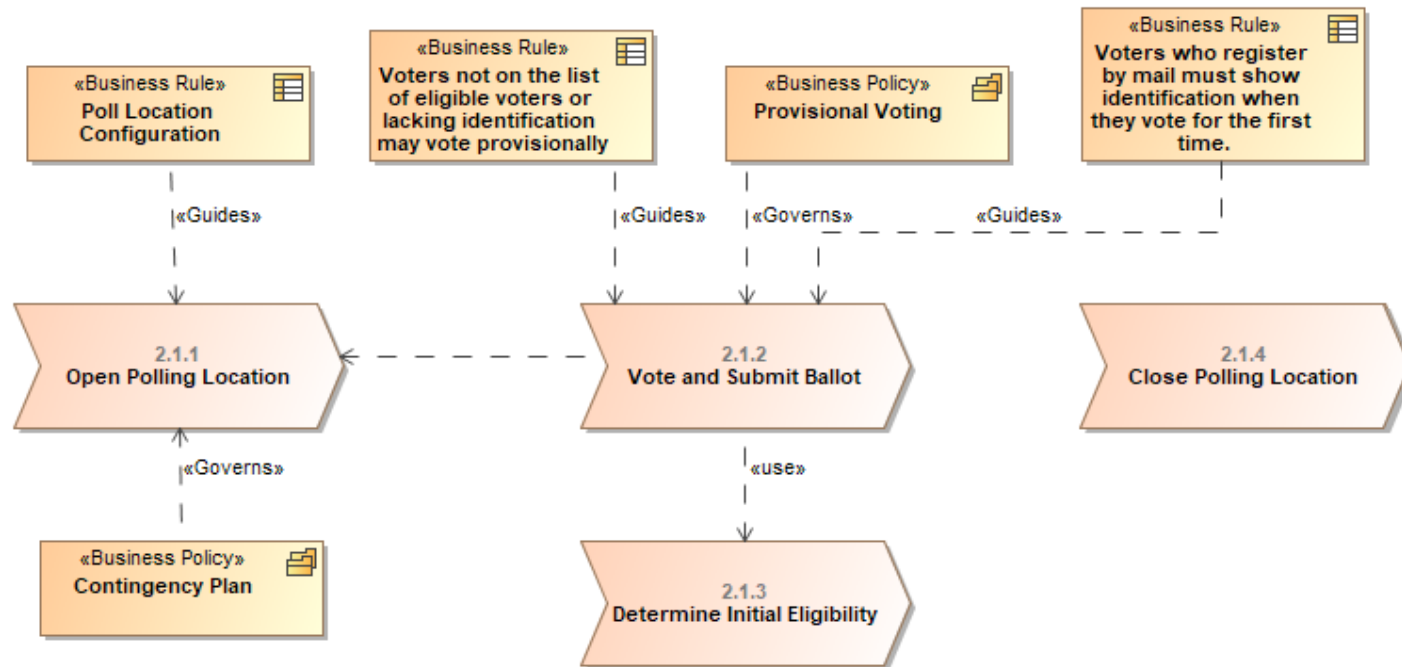 «Business Rule»
Poll Location
Configuration
«Business Rule»
Voters not on the list
of eligible voters or
lacking identification
may vote provisionally
«Business Policy»
Provisional Voting
«Business Rule»
Voters who register
by mail must show
identification when
they vote for the first
time.
«Guides»
«Guides»
«Governs»
«Guides»
2.1.1
Open Polling Location
2.1.2
Vote and Submit Ballot
2.1.4
Close Polling Location
«Governs»
«use»
«Business Policy»
Contingency Plan
2.1.3
Determine Initial Eligibility